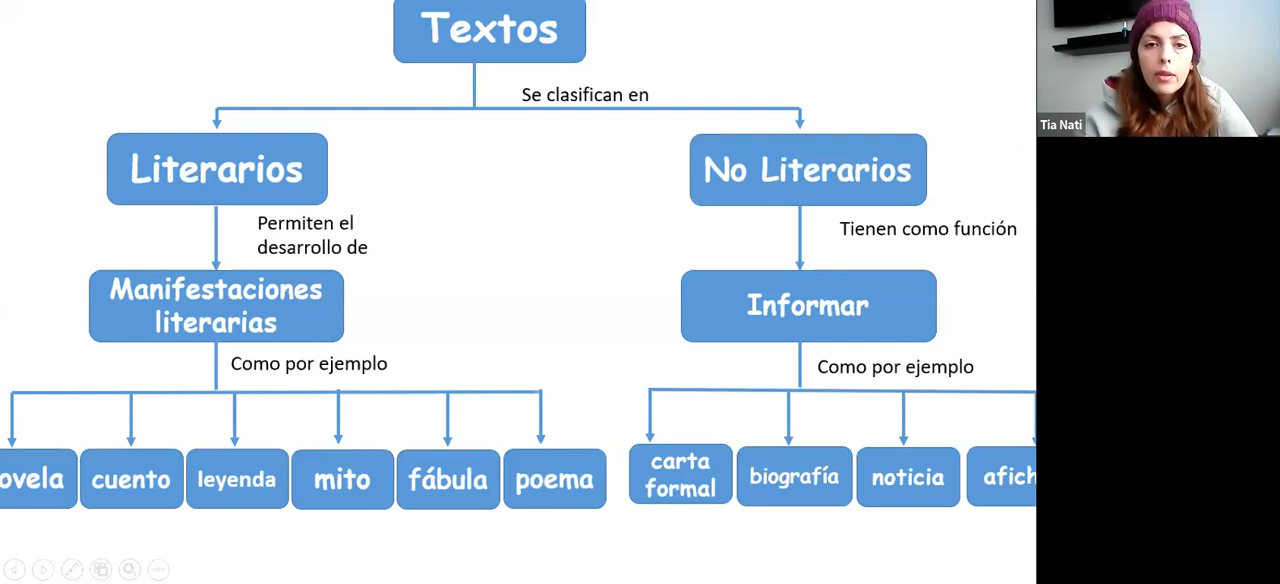 Textos
Se clasifican en
Literarios
No Literarios
Permiten el
desarrollo de
Tienen como función
Manifestaciones
literarias
Informar
Como por ejemplo
Como por ejemplo
ovela
cuento
leyenda
mito
fábula
poema
carta
formal
biografía
noticia
afich
Tia Nati